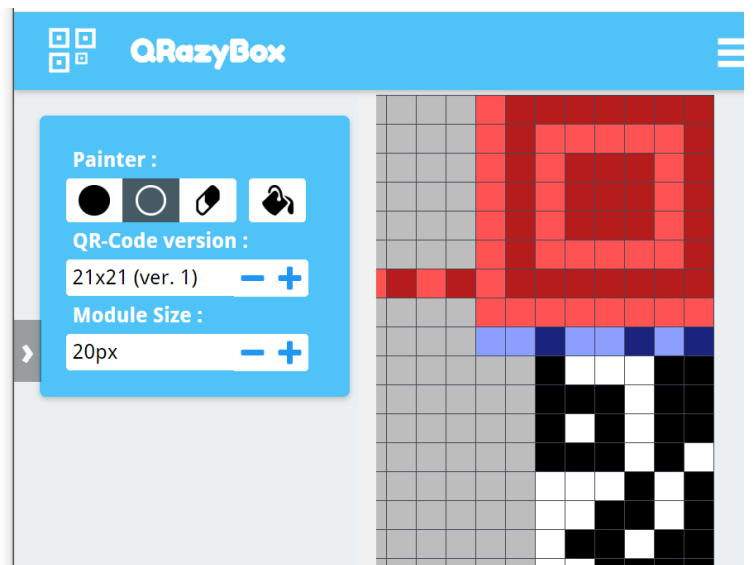 QRazyBox
Painter :
QR-Code version :
21x21 (ver. 1)
Module Size :
20px